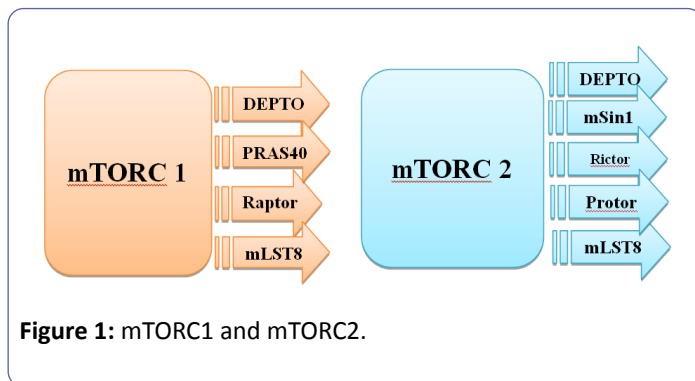 mTORC 1
DEPTO
PRAS40
Raptor
mLST8
mTORC 2
DEPTO
mSin1
Rictor
Protor
mLST8
Figure 1: mTORC1 and mTORC2.